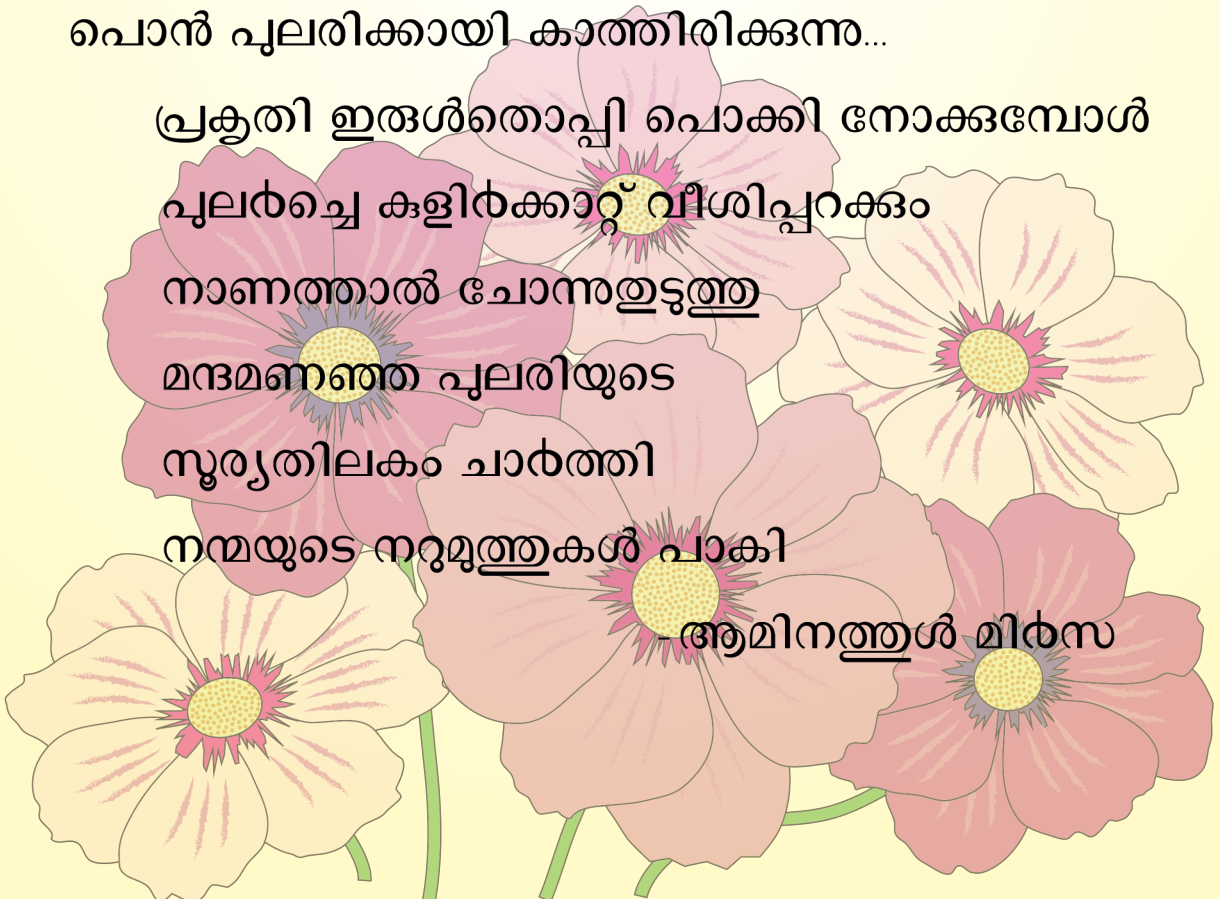 പൊൻ പുലരിക്കായി കാത്തിരിക്കുന്നു...
പ്രകൃതി ഇരുൾതൊപ്പി പൊക്കി നോക്കുമ്പോൾ
പുലർച്ചെ കുളിർക്കാറ്റ് വീശിപ്പറക്കും
നാണത്താൽ ചോന്നുതുടുത്തു
മന്ദമണഞ്ഞ പുലരിയുടെ
സൂര്യതിലകം ചാർത്തി
നന്മയുടെ നറുമുത്തുകൾ പാകി
-ആമിനത്തുൾ മിർസ